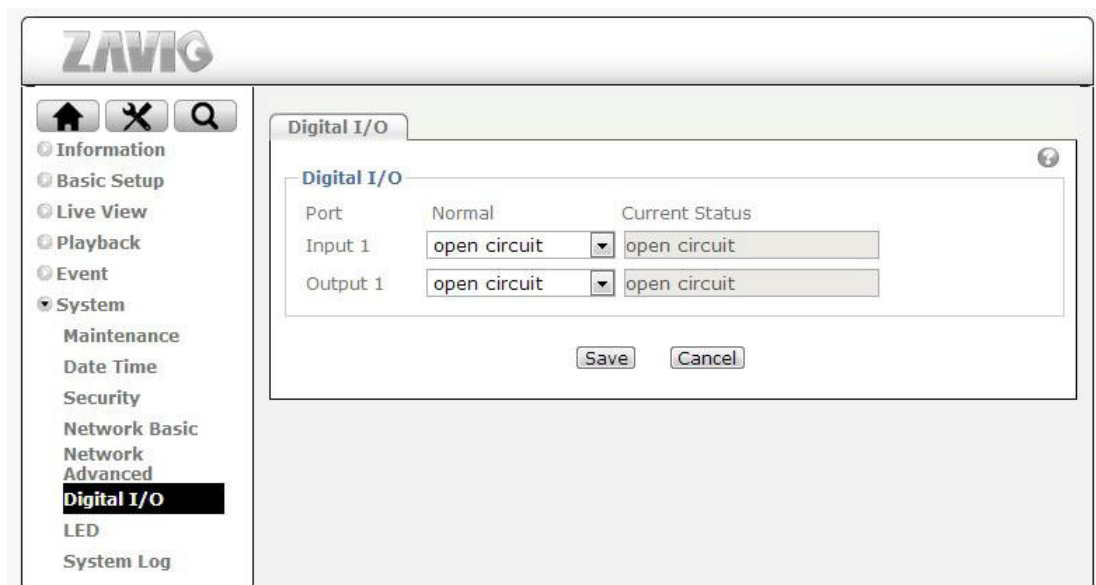 ZAVIO
Information
Basic Setup
Live View
Playback
Event
System
Maintenance
Date Time
Security
Network Basic
Network
Advanced
Digital I/O
LED
System Log
Digital I/O
Digital I/O
Port Normal Current Status
Input 1 open circuit open circuit
Output 1 open circuit open circuit
Save Cancel